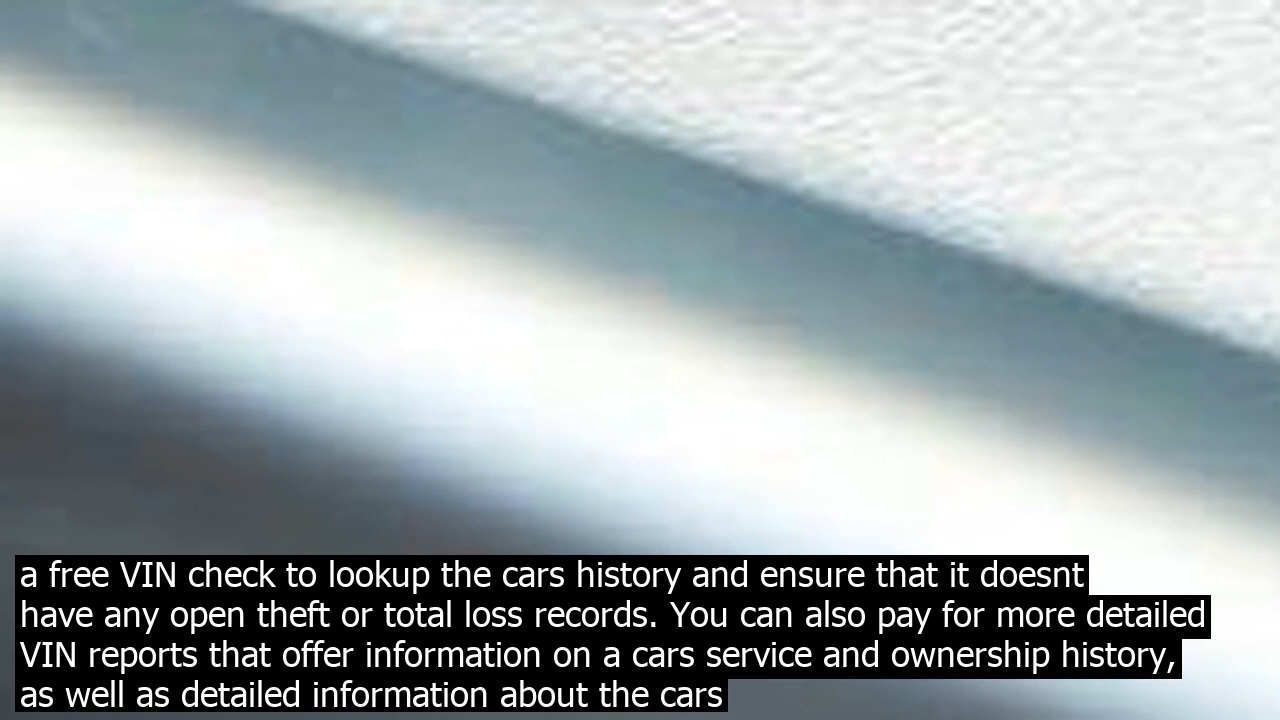 a free VIN check to lookup the cars history and ensure that it doesnt
have any open theft or total loss records. You can also pay for more detailed
VIN reports that offer information on a cars service and ownership history,
as well as detailed information about the cars